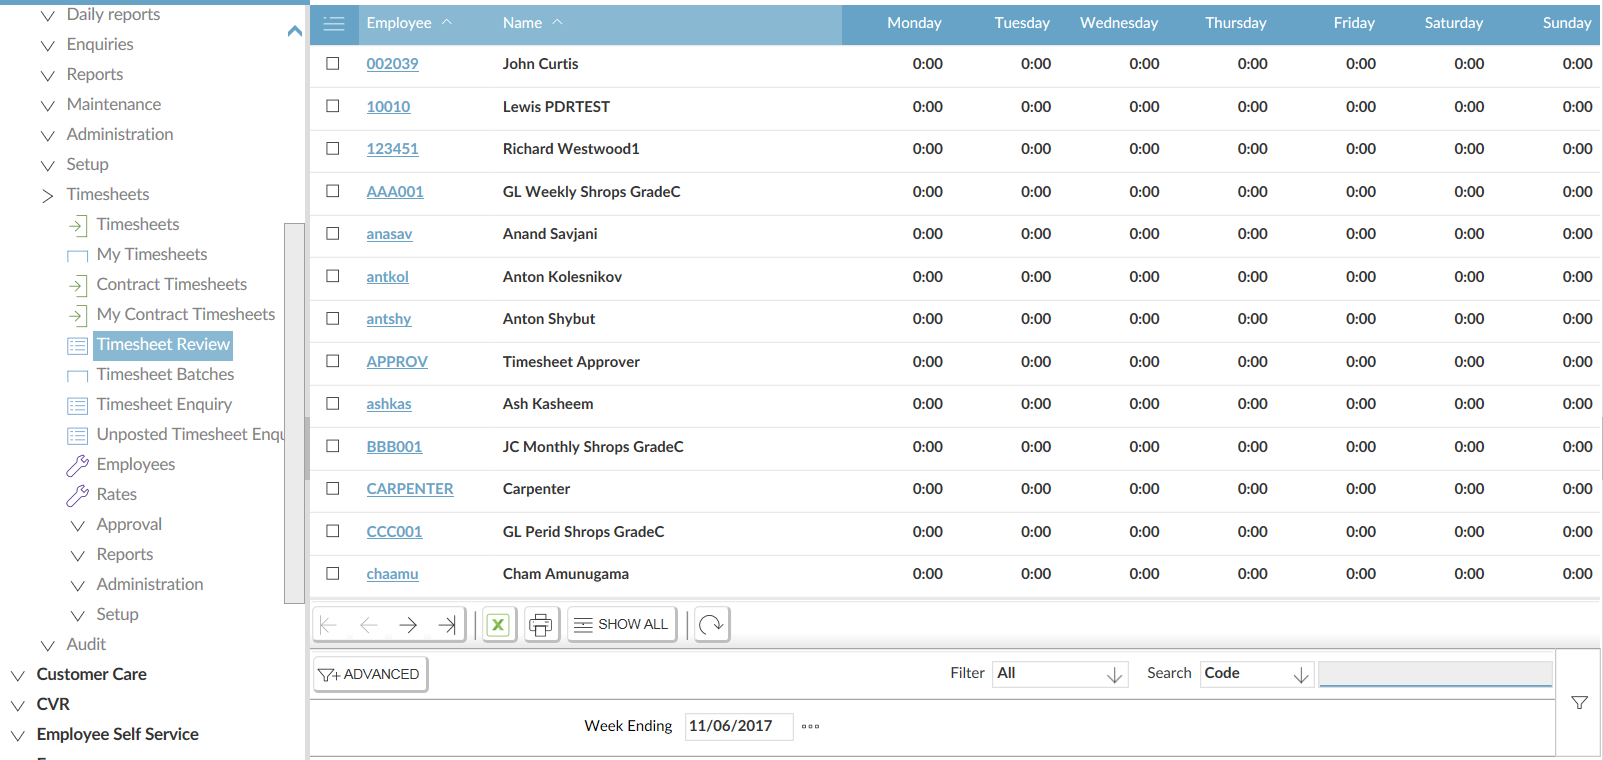 Daily reports
Enquiries
Reports
Maintenance
Administration
Setup
Timesheets
Timesheets
My Timesheets
Contract Timesheets
My Contract Timesheets
Timesheet Review
Timesheet Batches
Timesheet Enquiry
Unposted Timesheet Enqu
Employees
Rates
Approval
Reports
Administration
Setup
Audit
Customer Care
CVR
Employee Self Service
Employee Name Monday Tuesday Wednesday Thursday Friday Saturday Sunday
002039 John Curtis 0:00 0:00 0:00 0:00 0:00 0:00 0:00
10010 Lewis PDRTEST 0:00 0:00 0:00 0:00 0:00 0:00 0:00
123451 Richard Westwood1 0:00 0:00 0:00 0:00 0:00 0:00 0:00
AAA001 GL Weekly Shrops GradeC 0:00 0:00 0:00 0:00 0:00 0:00 0:00
anasav Anand Savjani 0:00 0:00 0:00 0:00 0:00 0:00 0:00
antkol Anton Kolesnikov 0:00 0:00 0:00 0:00 0:00 0:00 0:00
antshy Anton Shybut 0:00 0:00 0:00 0:00 0:00 0:00 0:00
APPROV Timesheet Approver 0:00 0:00 0:00 0:00 0:00 0:00 0:00
ashkas Ash Kasheem 0:00 0:00 0:00 0:00 0:00 0:00 0:00
BBB001 JC Monthly Shrops GradeC 0:00 0:00 0:00 0:00 0:00 0:00 0:00
CARPENTER Carpenter 0:00 0:00 0:00 0:00 0:00 0:00 0:00
CCC001 GL Perid Shrops GradeC 0:00 0:00 0:00 0:00 0:00 0:00 0:00
chaamu Cham Amunugama 0:00 0:00 0:00 0:00 0:00 0:00 0:00
SHOW ALL
ADVANCED Filter All Search Code
Week Ending 11/06/2017